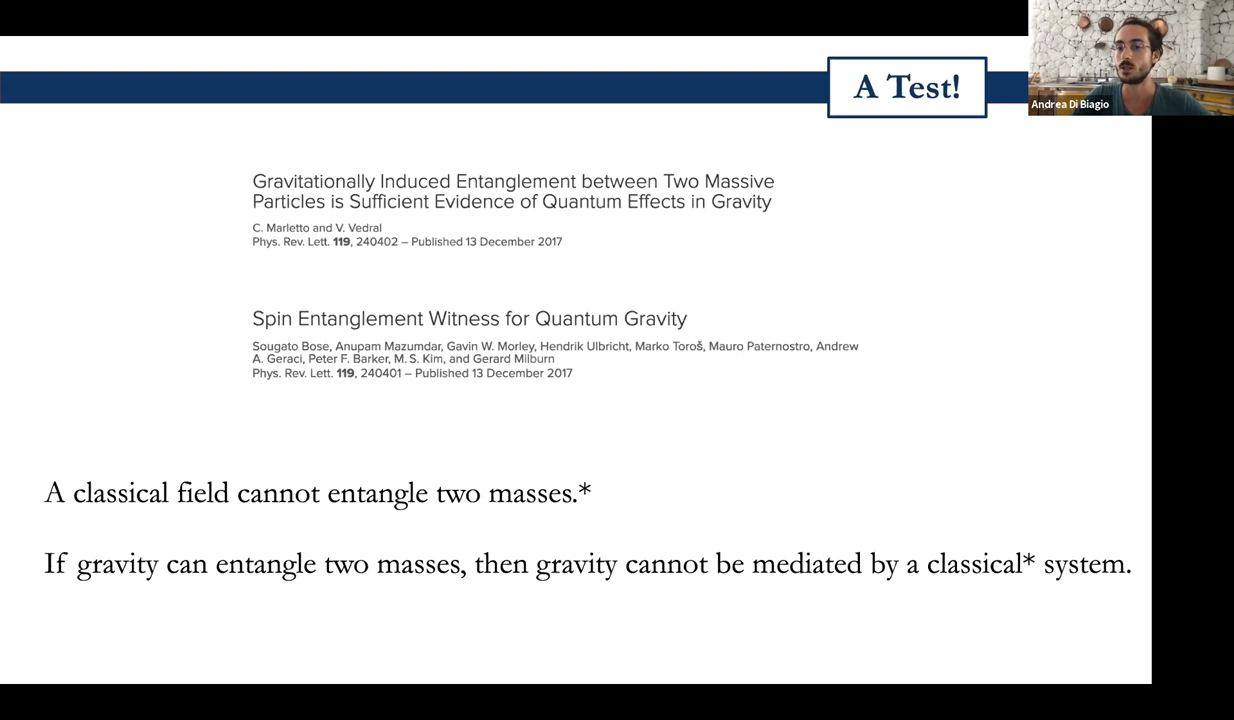 A Test!
Andrea Di Biagio
Gravitationally Induced Entanglement between Two Massive
Particles is Sufficient Evidence of Quantum Effects in Gravity
C. Marletto and V. Vedral
Phys. Rev. Lett. 119, 240402 – Published 13 December 2017
Spin Entanglement Witness for Quantum Gravity
Sougato Bose, Anupam Mazumdar, Gavin W. Morley, Hendrik Ulbricht, Marko Toroš, Mauro Paternostro, Andrew
A. Geraci, Peter F. Barker, M. S. Kim, and Gerard Milburn
Phys. Rev. Lett. 119, 240401 – Published 13 December 2017
A classical field cannot entangle two masses.*
If gravity can entangle two masses, then gravity cannot be mediated by a classical* system.